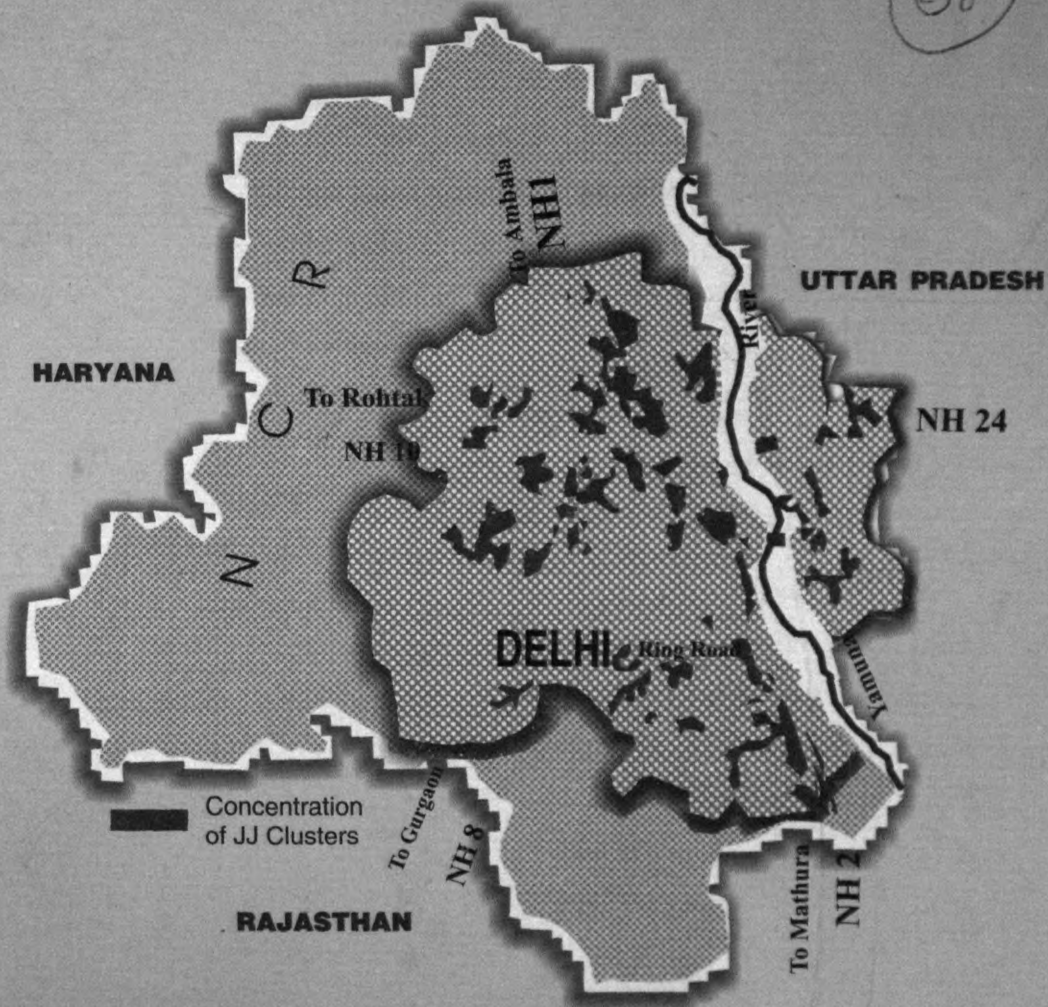 To Ambala
NH1
UTTAR PRADESH
River
HARYANA
N C R
To Rohtak
NH 10
NH 24
DELHI
Ring Road
Yamuna
Concentration
of JJ Clusters
To Gurgaon
NH 8
To Mathura
NH 2
RAJASTHAN